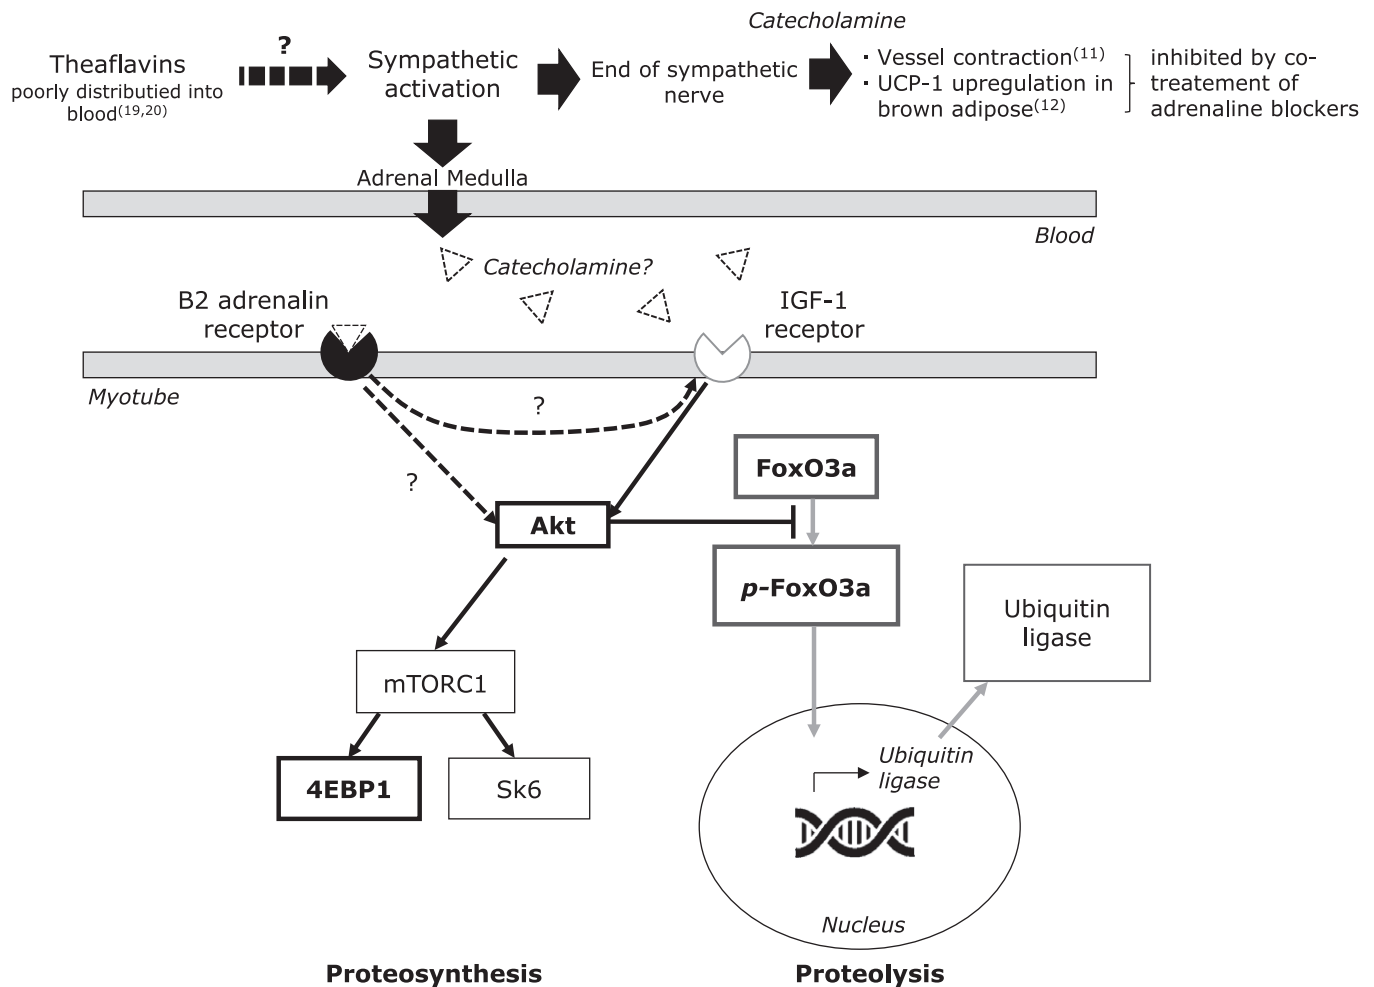 Catecholamine
Theaflavins
poorly distributied into
blood(19,20)
?
Sympathetic
activation
End of sympathetic
nerve
· Vessel contraction(11)
· UCP-1 upregulation in
brown adipose(12)
inhibited by co-
treatement of
adrenaline blockers
Adrenal Medulla
Blood
Catecholamine?
B2 adrenalin
receptor
IGF-1
receptor
Myotube
?
?
FoxO3a
Akt
p-FoxO3a
Ubiquitin
ligase
mTORC1
4EBP1
Sk6
Ubiquitin
ligase
Nucleus
Proteosynthesis
Proteolysis